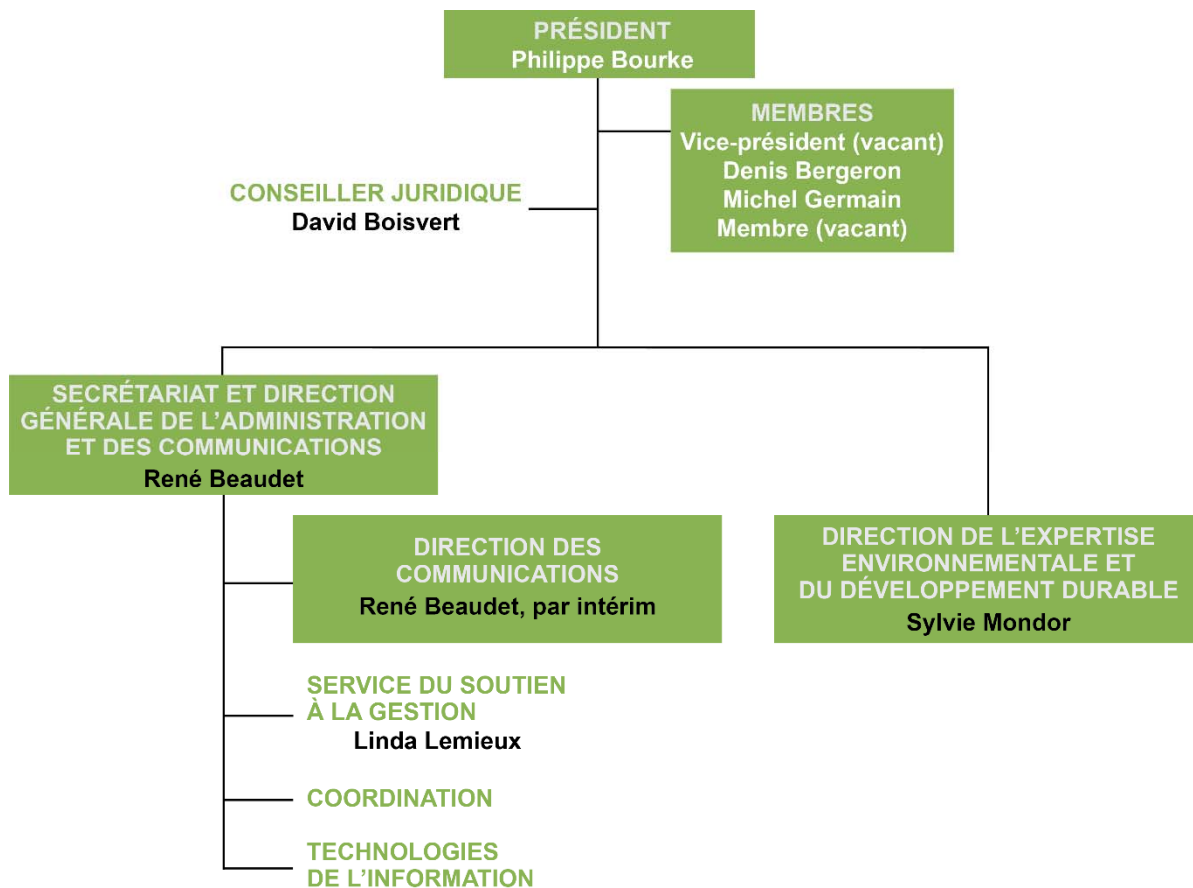 PRÉSIDENT
Philippe Bourke
MEMBRES
Vice-président (vacant)
Denis Bergeron
Michel Germain
Membre (vacant)
CONSEILLER JURIDIQUE
David Boisvert
SECRÉTARIAT ET DIRECTION
GÉNÉRALE DE L’ADMINISTRATION
ET DES COMMUNICATIONS
René Beaudet
DIRECTION DES
COMMUNICATIONS
René Beaudet, par intérim
DIRECTION DE L’EXPERTISE
ENVIRONNEMENTALE ET
DU DÉVELOPPEMENT DURABLE
Sylvie Mondor
SERVICE DU SOUTIEN
À LA GESTION
Linda Lemieux
COORDINATION
TECHNOLOGIES
DE L’INFORMATION